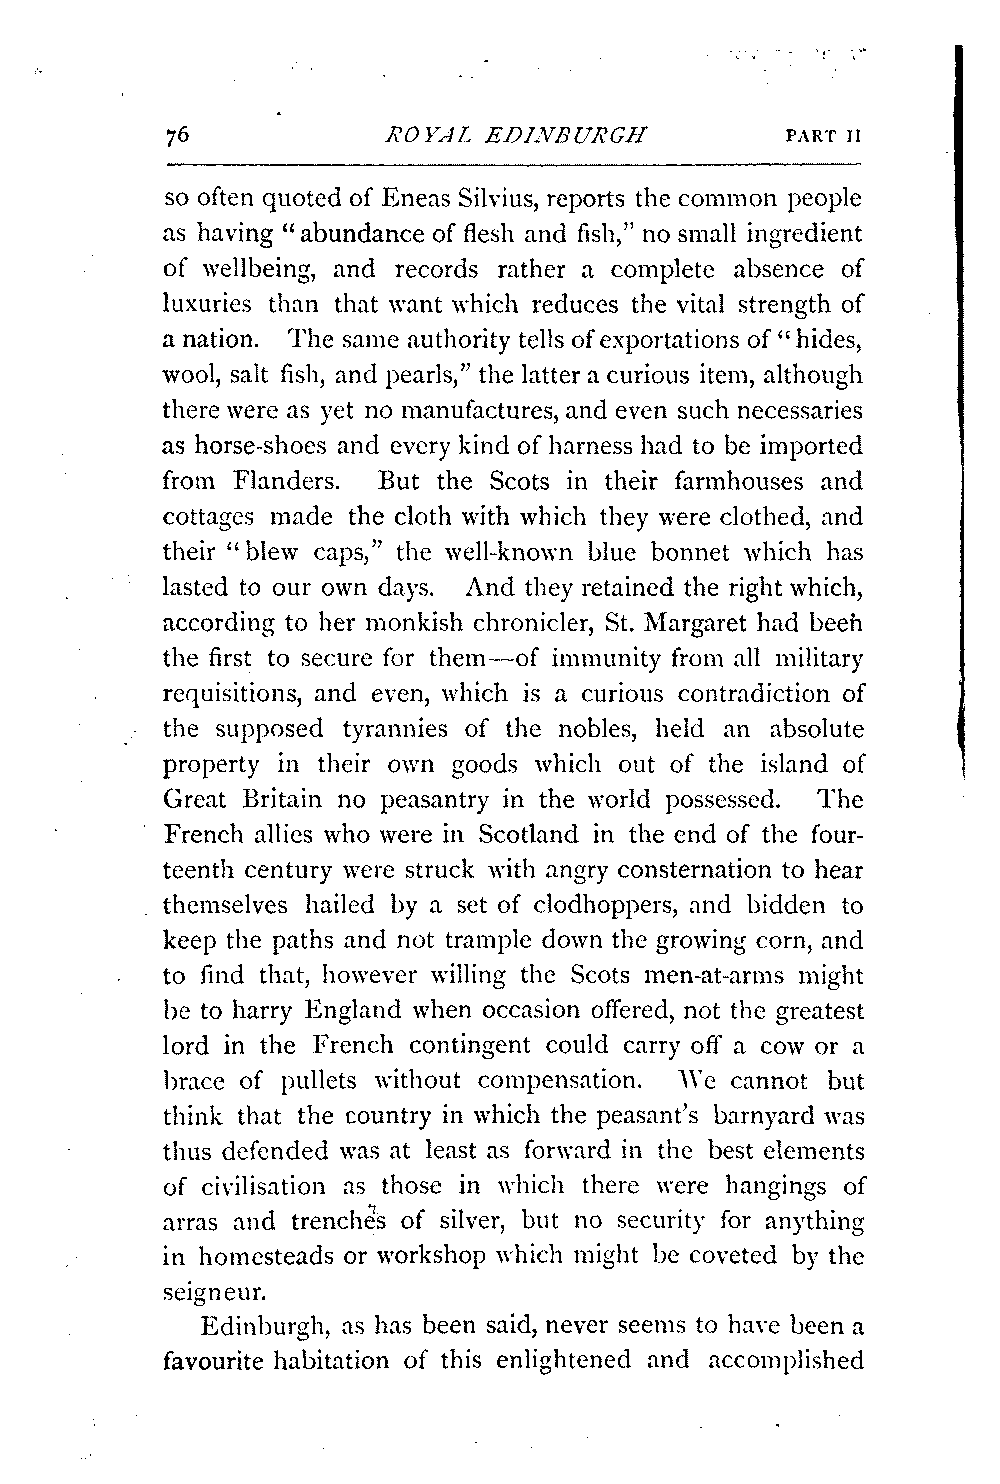 76 ROYAL EDINBURGH PART II
so often quoted of Eneas Silvius, reports the common people
as having "abundance of flesh and fish," no small ingredient
of wellbeing, and records rather a complete absence of
luxuries than that want which reduces the vital strength of
a nation. The same authority tells of exportations of "hides,
wool, salt fish, and pearls," the latter a curious item, although
there were as yet no manufactures, and even such necessaries
as horse-shoes and every kind of harness had to be imported
from Flanders. But the Scots in their farmhouses and
cottages made the cloth with which they were clothed, and
their "blew caps," the well-known blue bonnet which has
lasted to our own days. And they retained the right which,
according to her monkish chronicler, St. Margaret had been
the first to secure for them—of immunity from all military
requisitions, and even, which is a curious contradiction of
the supposed tyrannies of the nobles, held an absolute
property in their own goods which out of the island of
Great Britain no peasantry in the world possessed. The
French allies who were in Scotland in the end of the four-
teenth century were struck with angry consternation to hear
themselves hailed by a set of clodhoppers, and bidden to
keep the paths and not trample down the growing corn, and
to find that, however willing the Scots men-at-arms might
be to harry England when occasion offered, not the greatest
lord in the French contingent could carry off a cow or a
brace of pullets without compensation. We cannot but
think that the country in which the peasant's barnyard was
thus defended was at least as forward in the best elements
of civilisation as those in which there were hangings of
arras and trenches of silver, but no security for anything
in homesteads or workshop which might be coveted by the
seigneur.
Edinburgh, as has been said, never seems to have been a
favourite habitation of this enlightened and accomplished